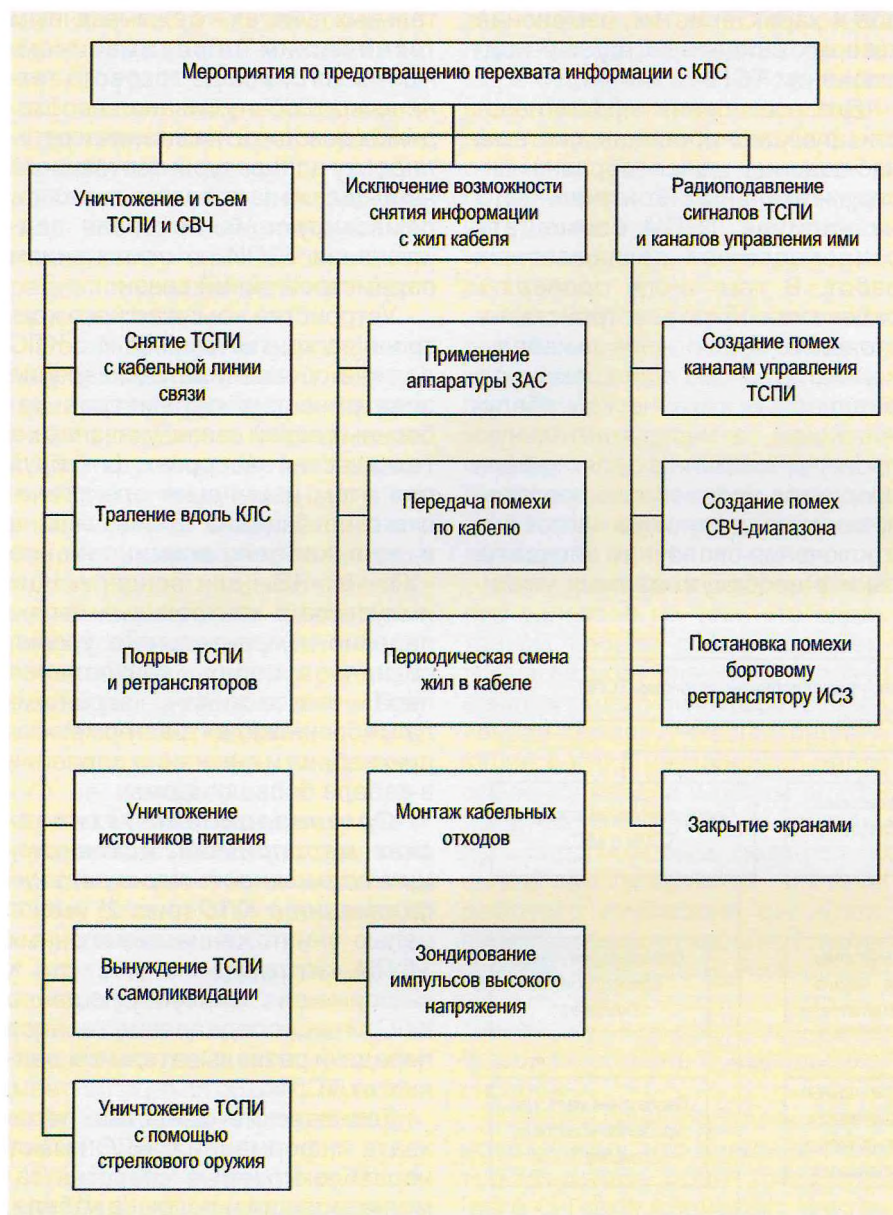 Мероприятия по предотвращению перехвата информации с КЛС
Уничтожение и съем
ТСПИ и СВЧ
Снятие ТСПИ
с кабельной линии
связи
Траление вдоль КЛС
Подрыв ТСПИ
и ретрансляторов
Уничтожение
источников питания
Вынуждение ТСПИ
к самоликвидации
Уничтожение ТСПИ
с помощью
стрелкового оружия
Исключение возможности
снятия информации
с жил кабеля
Применение
аппаратуры ЗАС
Передача помехи
по кабелю
Периодическая смена
жил в кабеле
Монтаж кабельных
отходов
Зондирование
импульсов высокого
напряжения
Радиоподавление
сигналов ТСПИ
и каналов управления ими
Создание помех
каналам управления
ТСПИ
Создание помех
СВЧ-диапазона
Постановка помехи
бортовому
ретранслятору ИСЗ
Закрытие экранами